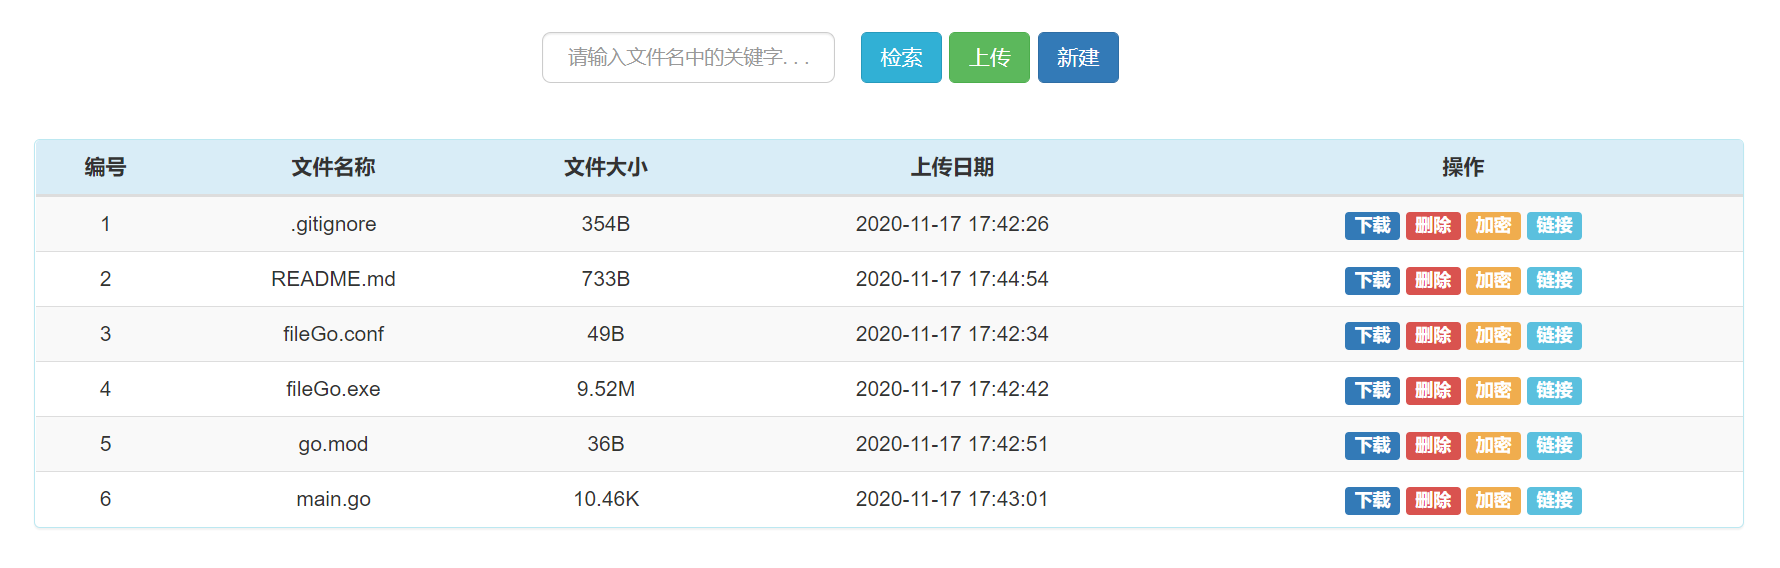 请输入文件名中的关键字... 检索 上传 新建
编号 文件名称 文件大小 上传日期 操作
1 .gitignore 354B 2020-11-17 17:42:26 下载 删除 加密 链接
2 README.md 733B 2020-11-17 17:44:54 下载 删除 加密 链接
3 fileGo.conf 49B 2020-11-17 17:42:34 下载 删除 加密 链接
4 fileGo.exe 9.52M 2020-11-17 17:42:42 下载 删除 加密 链接
5 go.mod 36B 2020-11-17 17:42:51 下载 删除 加密 链接
6 main.go 10.46K 2020-11-17 17:43:01 下载 删除 加密 链接